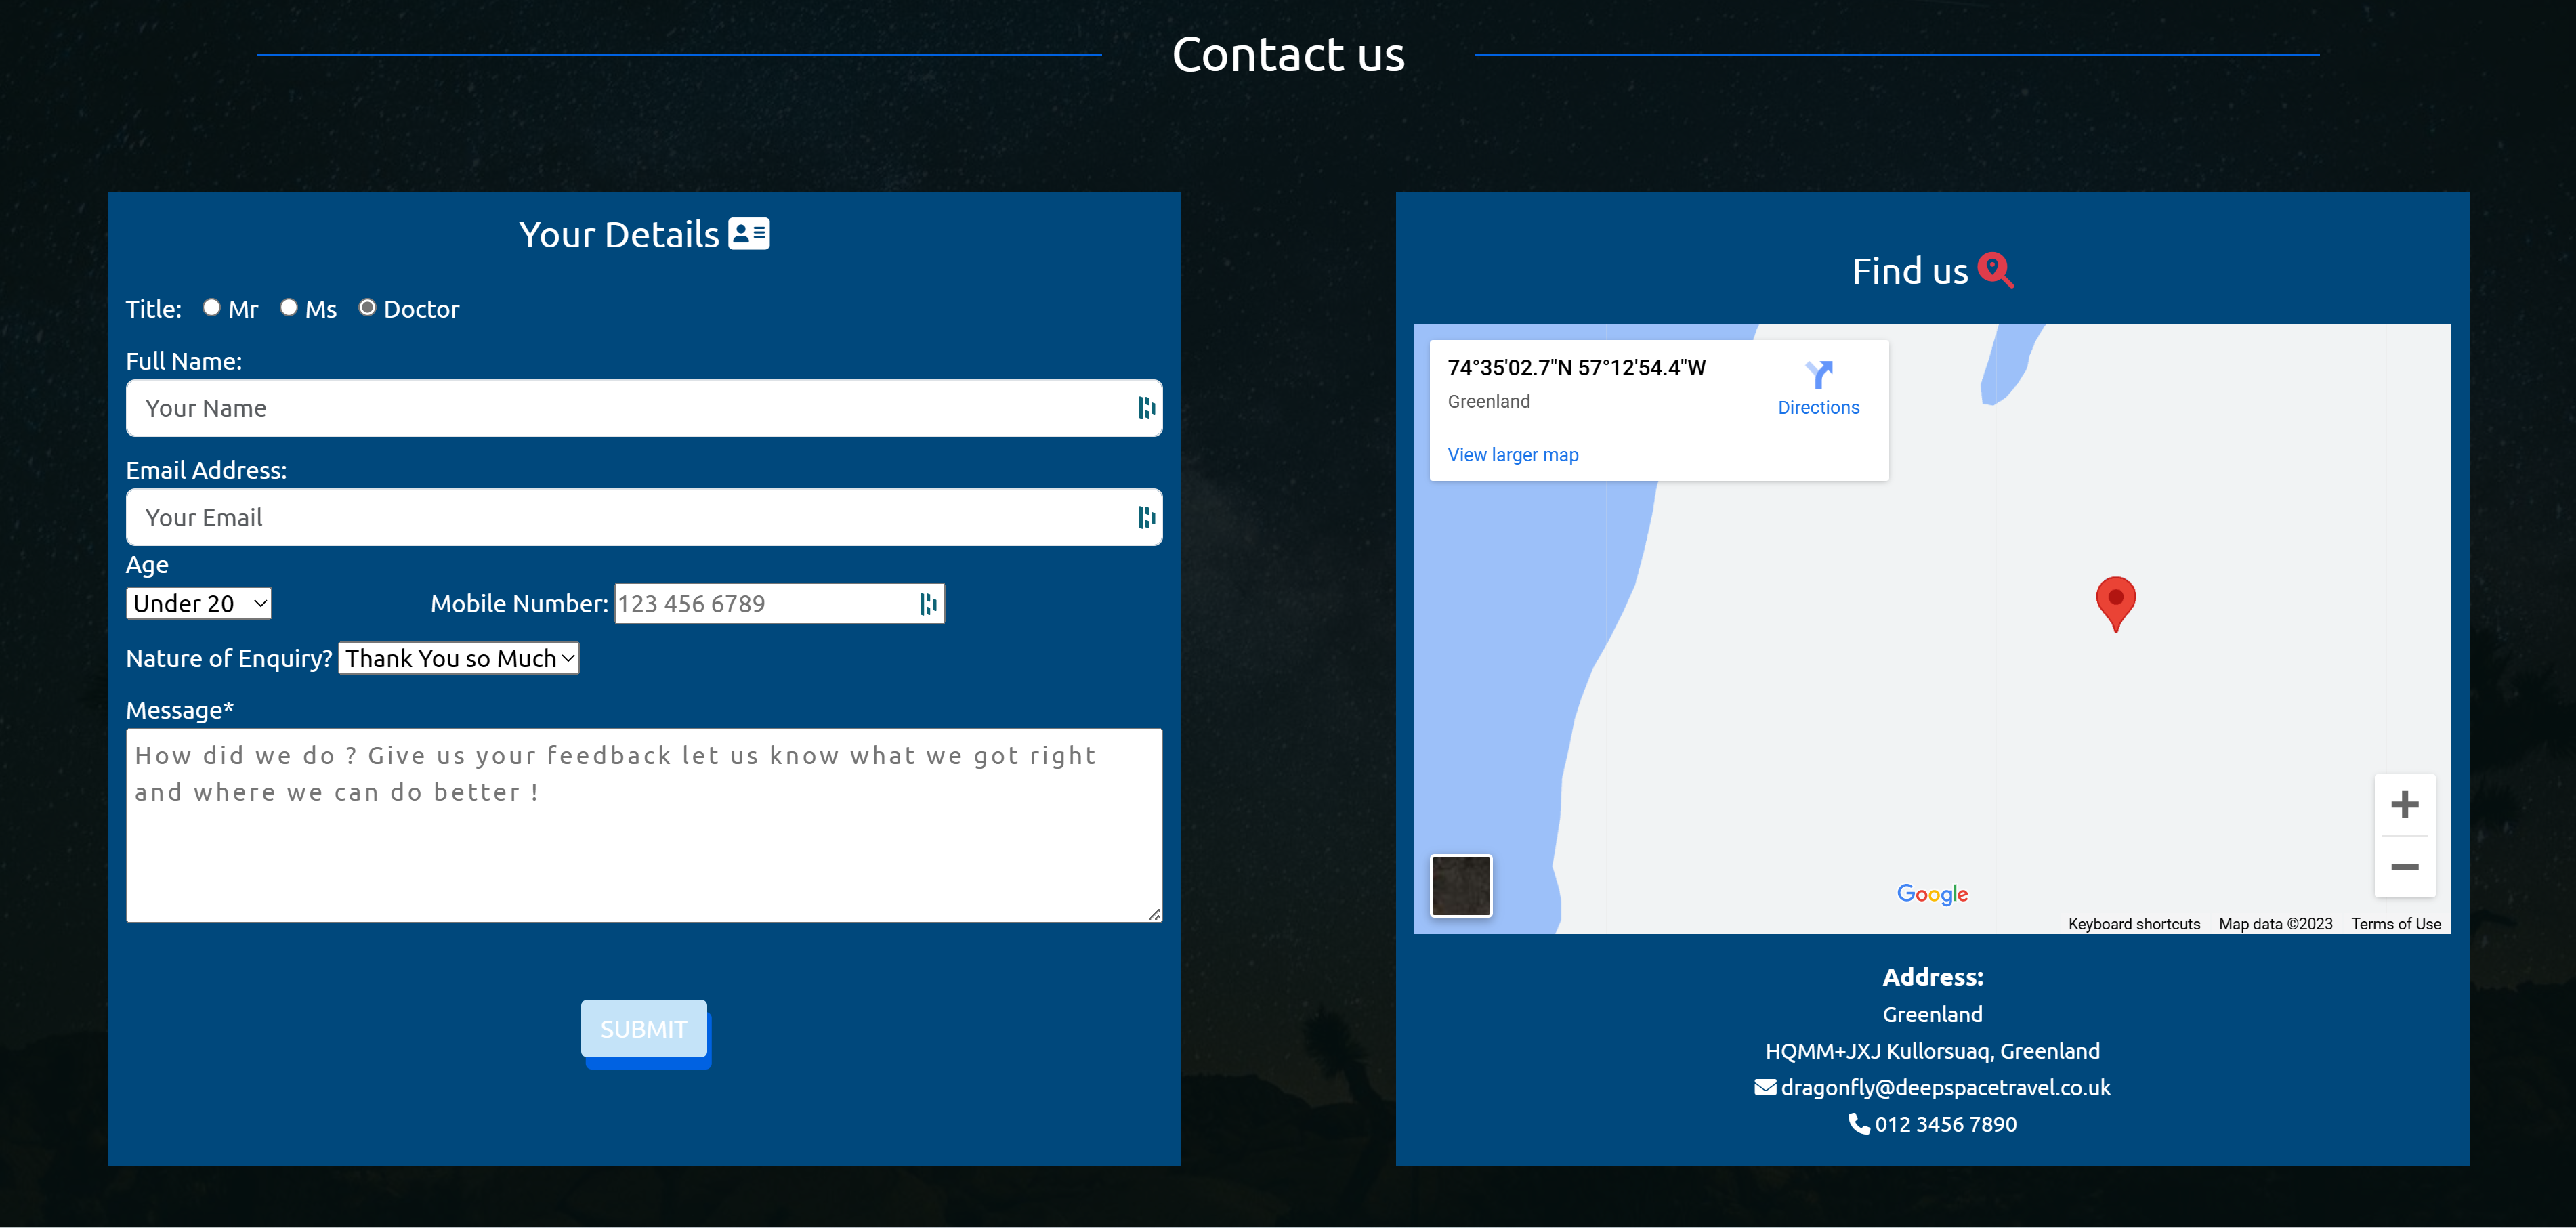 Contact us
Your Details
Title: Mr Ms Doctor
Full Name:
Your Name
Email Address:
Your Email
Age
Under 20
Mobile Number: 123 456 6789
Nature of Enquiry? Thank You so Much
Message*
How did we do ? Give us your feedback let us know what we got right
and where we can do better !
SUBMIT
Find us
74°35'02.7"N 57°12'54.4"W
Greenland
Directions
View larger map
Google
Keyboard shortcuts Map data ©2023 Terms of Use
Address:
Greenland
HQMM+JXJ Kullorsuaq, Greenland
dragonfly@deepspacetravel.co.uk
012 3456 7890